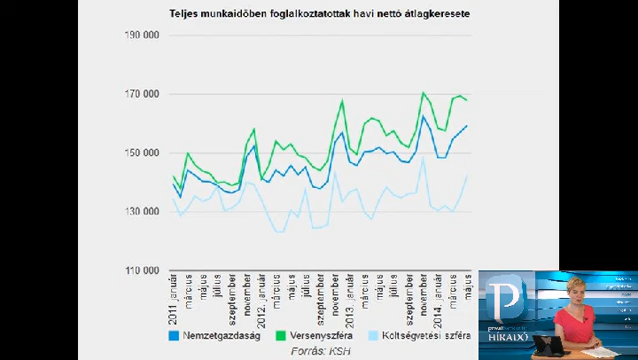 Teljes munkaidőben foglalkoztatottak havi nettó átlagkeresete
190 000
170 000
150 000
130 000
110 000
2011. január
március
május
július
szeptember
november
2012. január
március
május
július
szeptember
november
2013. január
március
május
július
szeptember
november
2014. január
március
május
Nemzetgazdaság
Versenyszféra
Költségvetési szféra
Forrás: KSH
P
HÍRADÓ